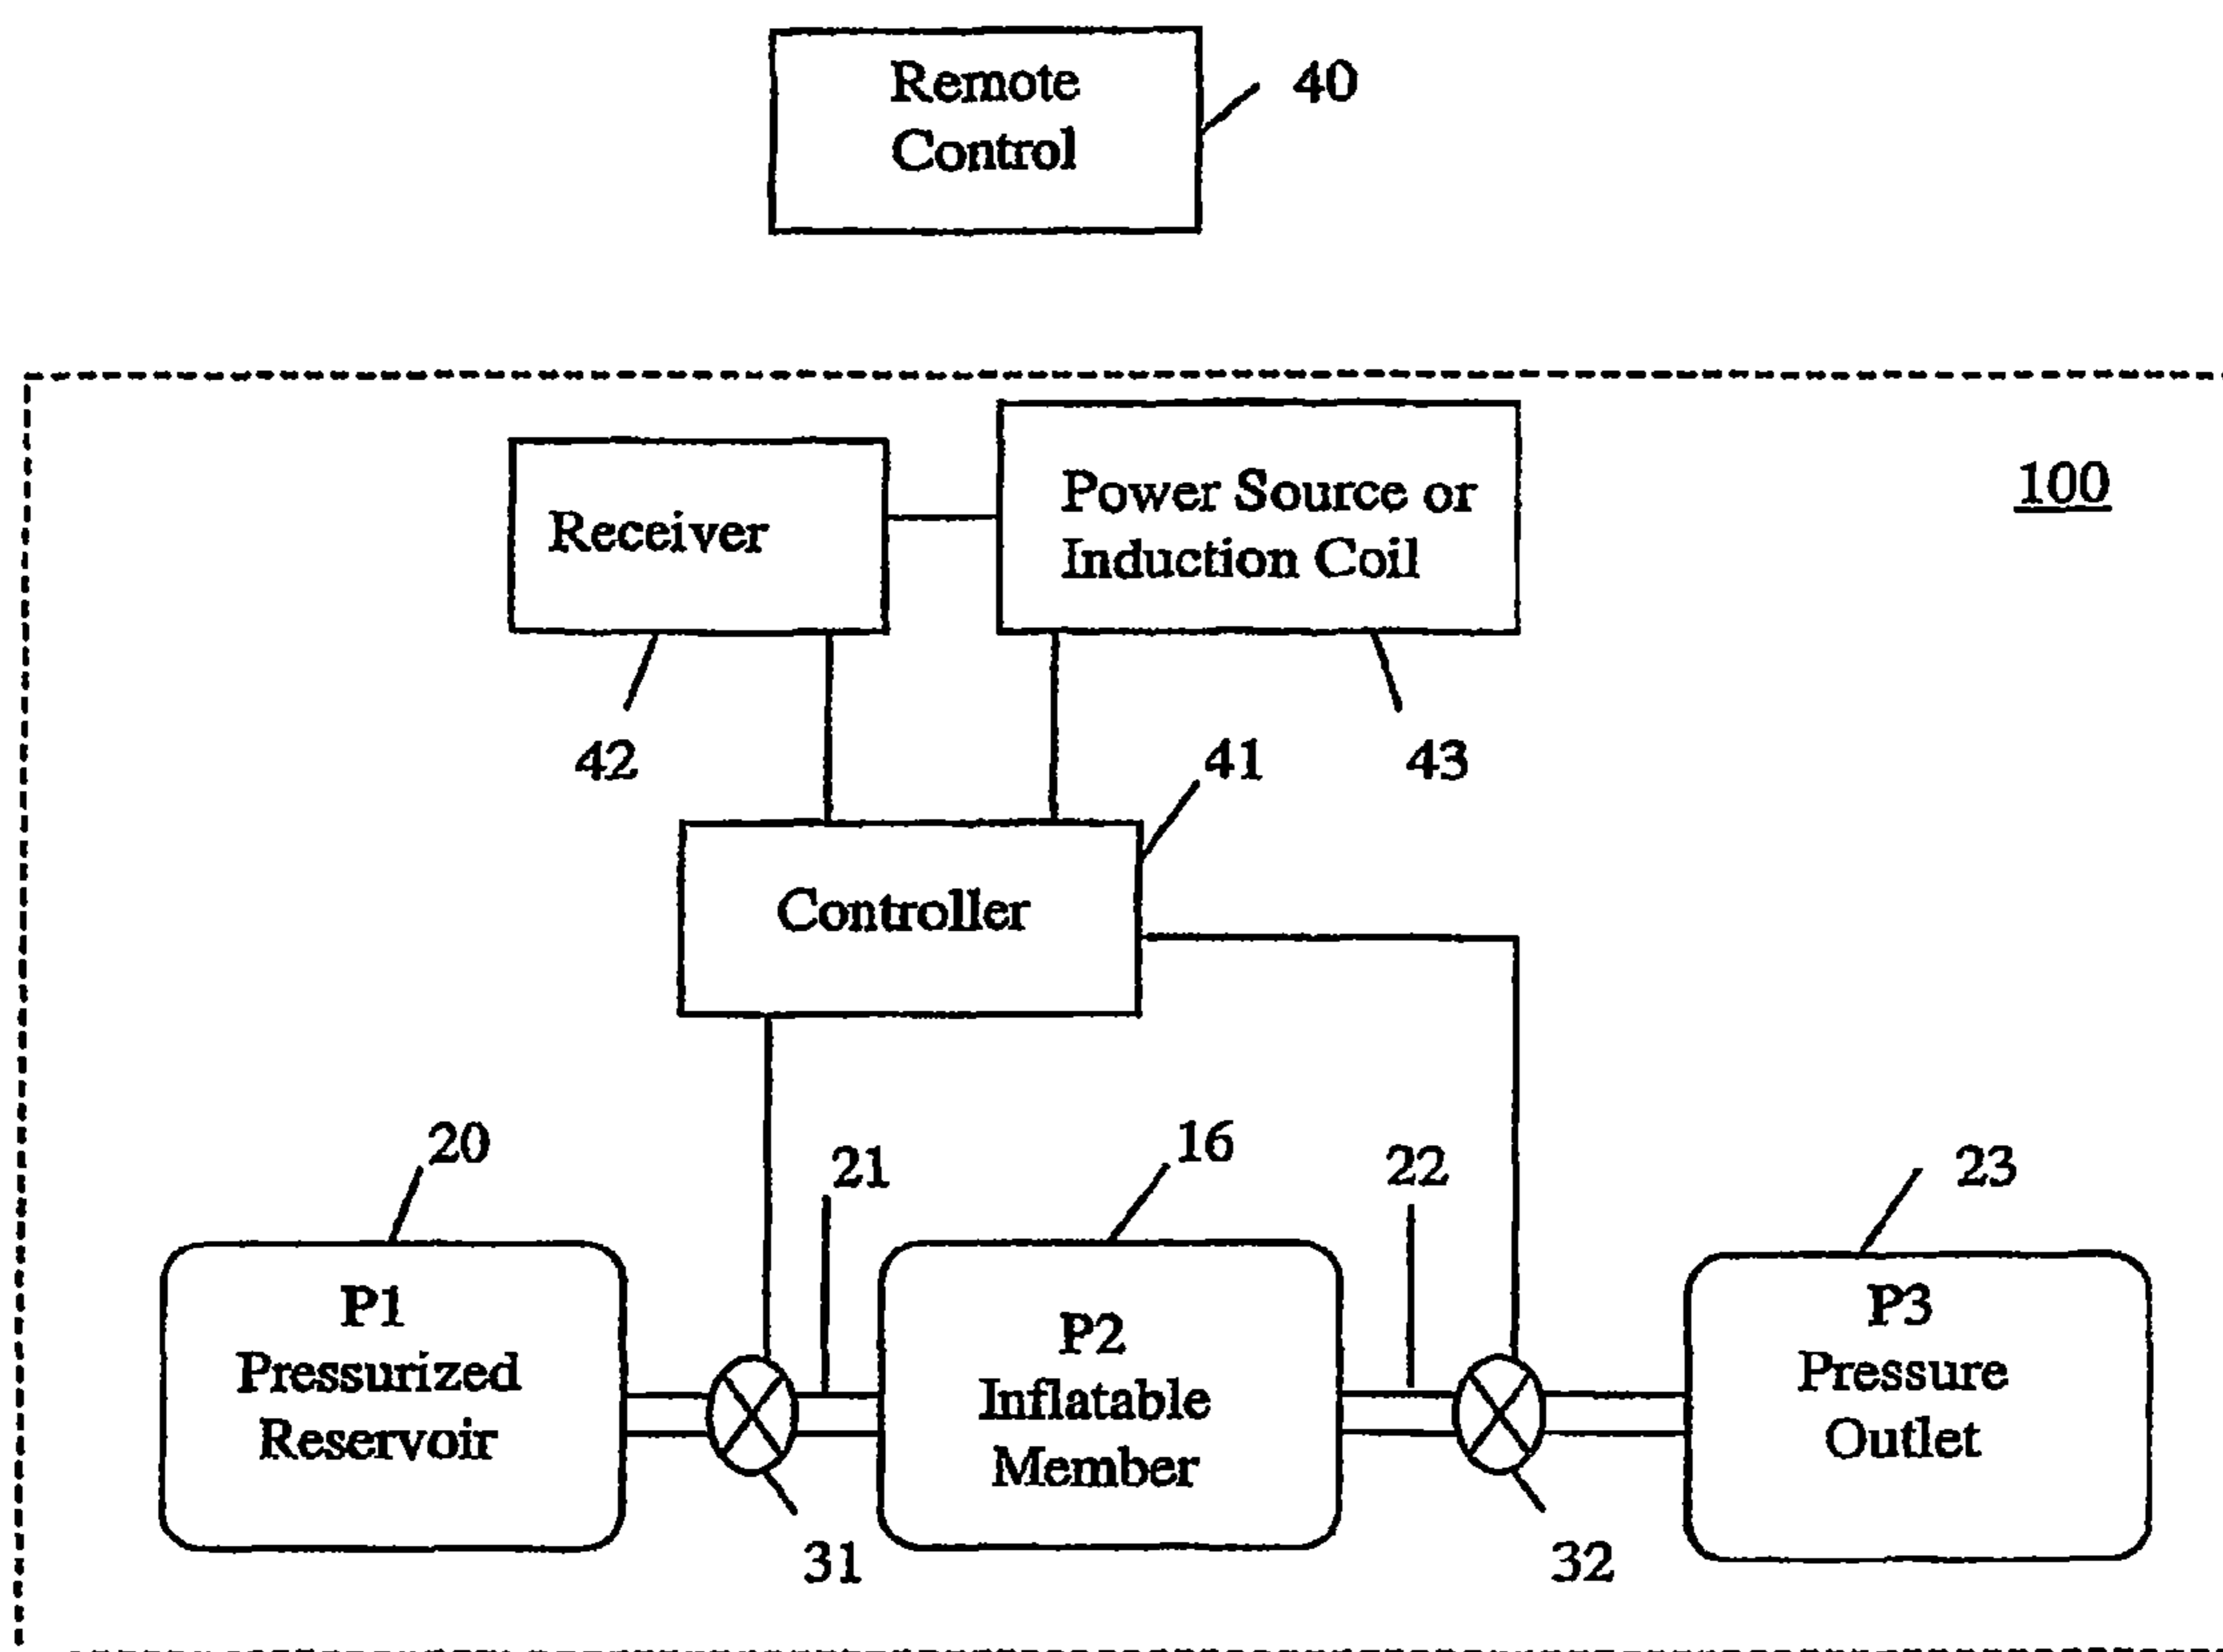 Remote
Control
40
100
Receiver
Power Source or
Induction Coil
42
43
41
Controller
20
21
16
22
23
P1
Pressurized
Reservoir
P2
Inflatable
Member
P3
Pressure
Outlet
31
32